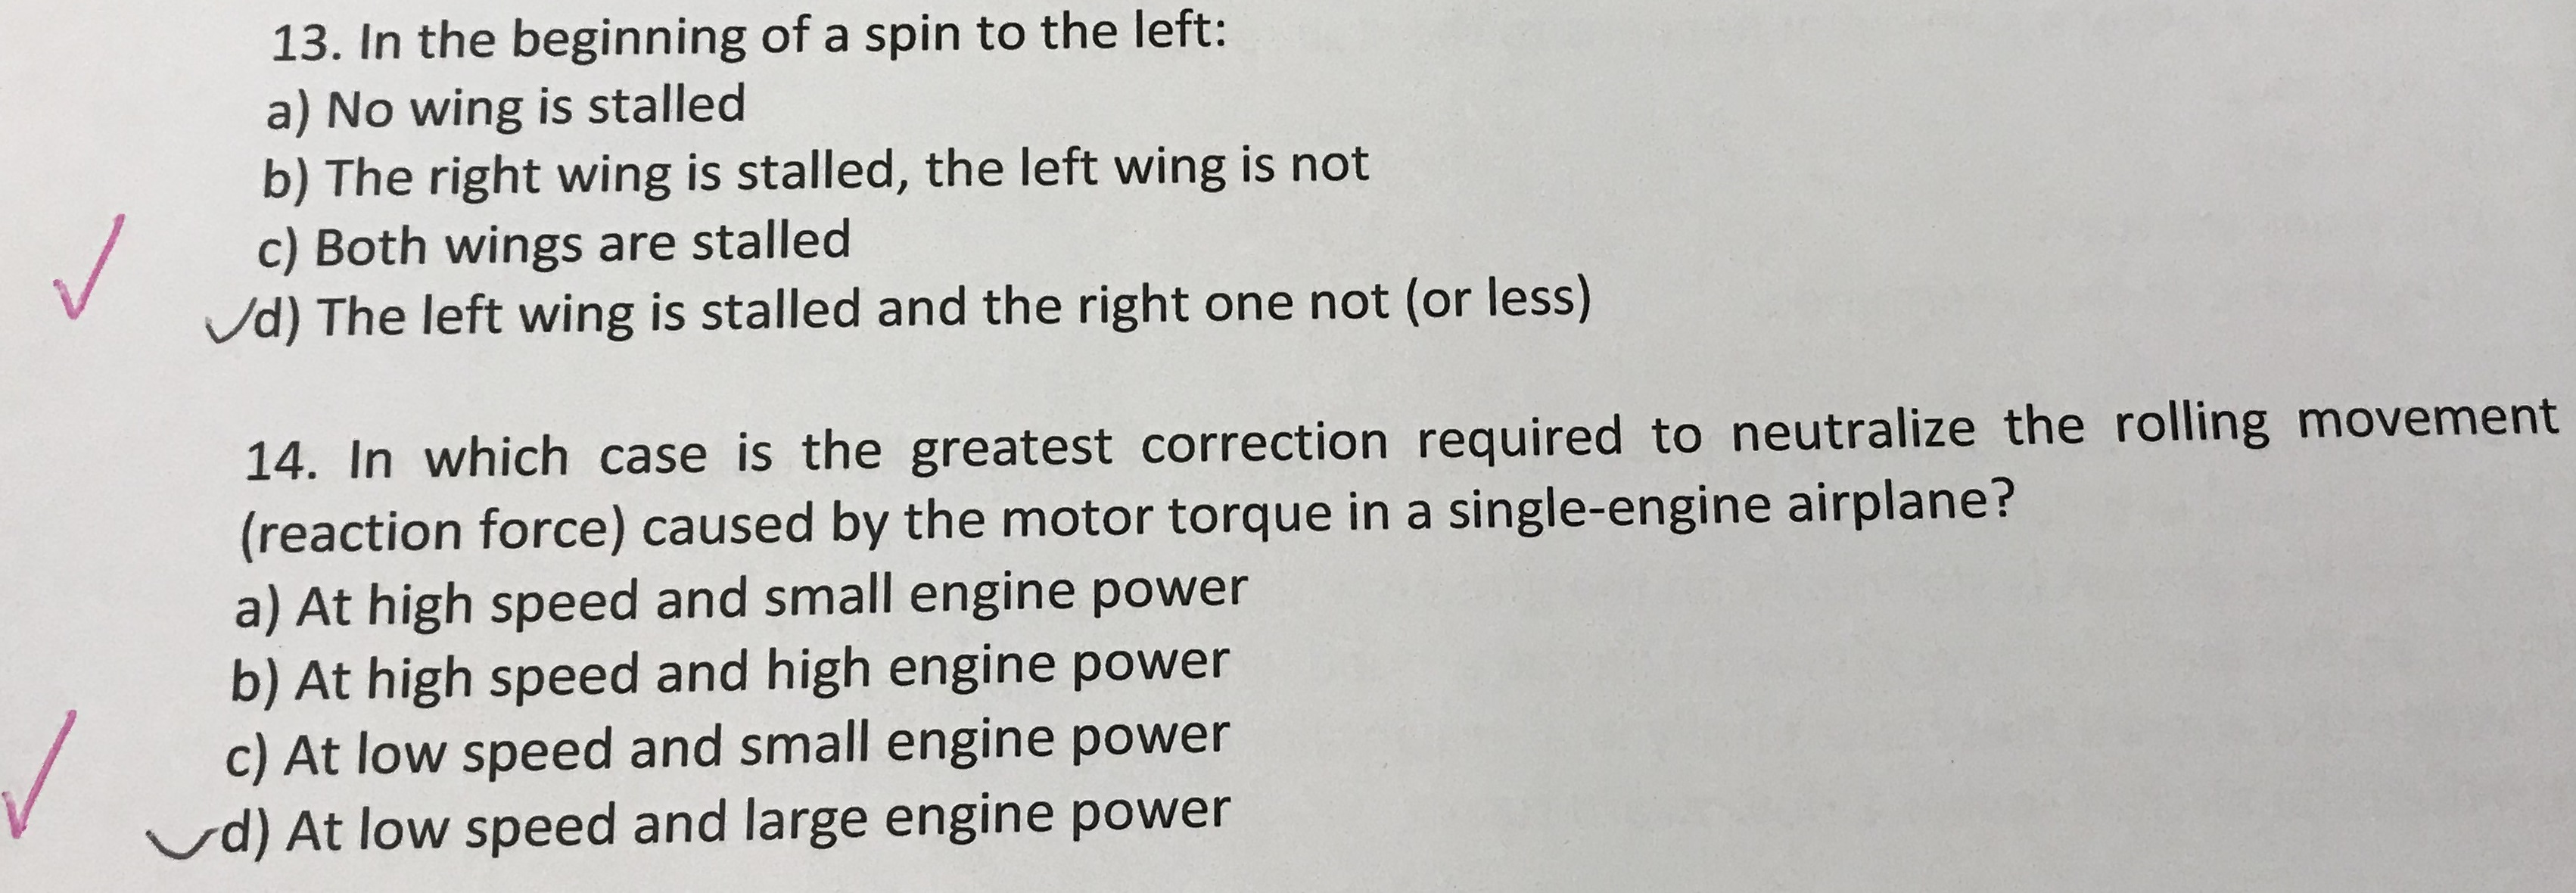 13. In the beginning of a spin to the left:
a) No wing is stalled
b) The right wing is stalled, the left wing is not
c) Both wings are stalled
d) The left wing is stalled and the right one not (or less)
14. In which case is the greatest correction required to neutralize the rolling movement
(reaction force) caused by the motor torque in a single-engine airplane?
a) At high speed and small engine power
b) At high speed and high engine power
c) At low speed and small engine power
d) At low speed and large engine power